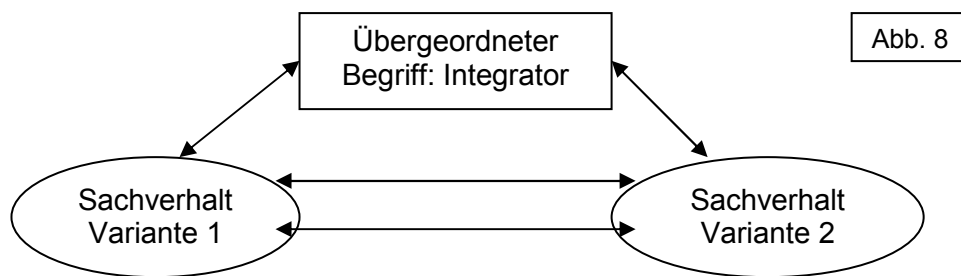 Übergeordneter
Begriff: Integrator
Abb. 8
Sachverhalt
Variante 1
Sachverhalt
Variante 2